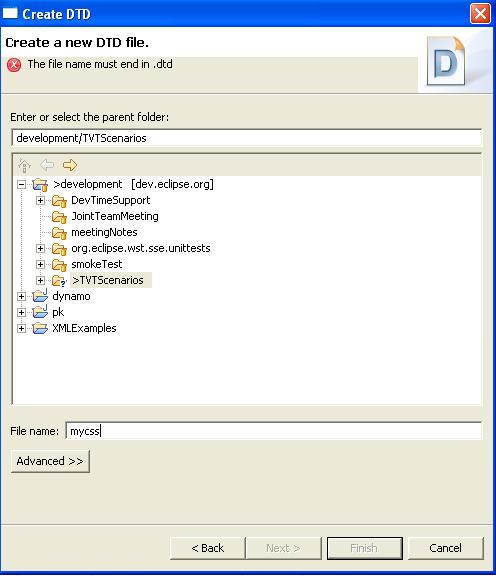 Create DTD
Create a new DTD file.
The file name must end in .dtd
D
Enter or select the parent folder:
development/TVTScenarios
>development [dev.eclipse.org]
DevTimeSupport
JointTeamMeeting
meetingNotes
org.eclipse.wst.sse.unittests
smokeTest
>TVTScenarios
dynamo
pk
XMLExamples
File name: mycss
Advanced >>
< Back Next > Finish Cancel